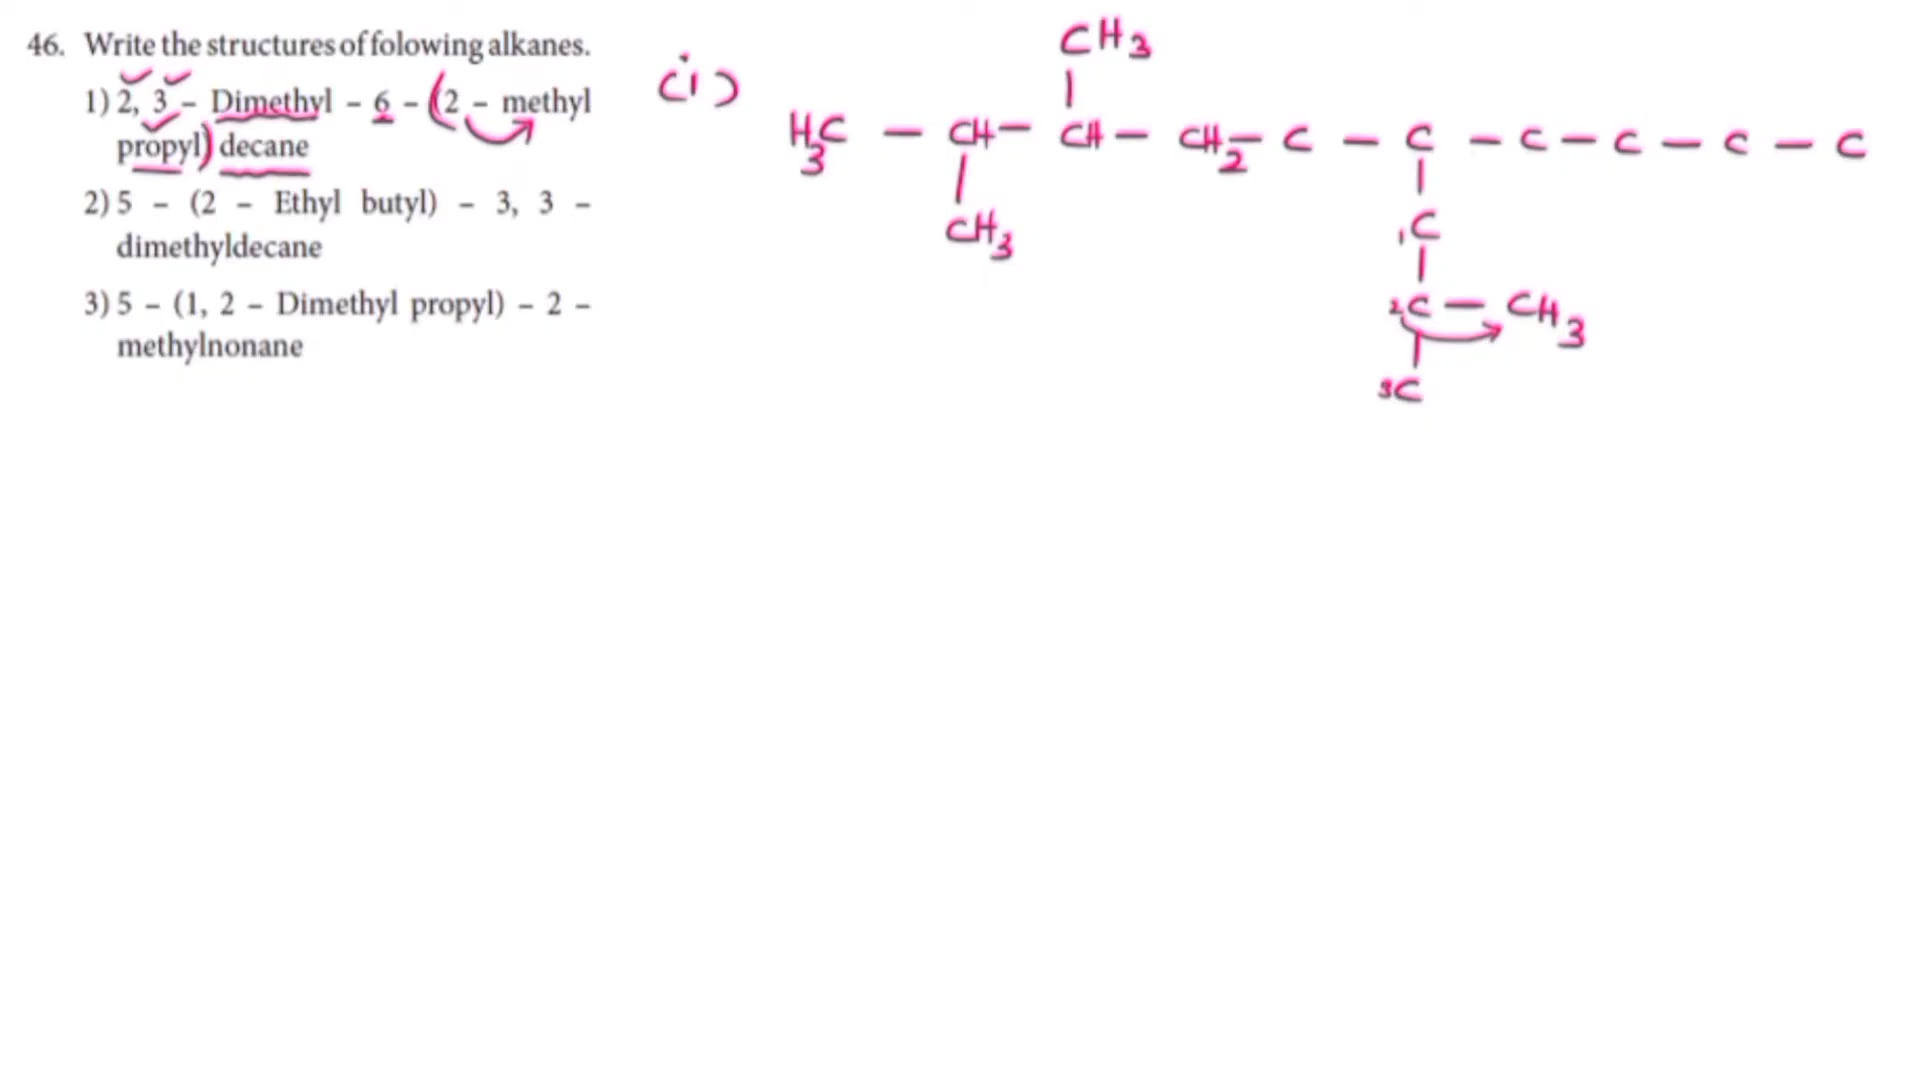 46. Write the structures of folowing alkanes.
1) 2, 3 – Dimethyl – 6 – (2 – methyl
propyl) decane
2) 5 – (2 – Ethyl butyl) – 3, 3 –
dimethyldecane
3) 5 – (1, 2 – Dimethyl propyl) – 2 –
methylnonane
(i)
CH3
H3C – CH – CH – CH2 – C – C – C – C – C – C
CH3
1C
2C – CH3
3C